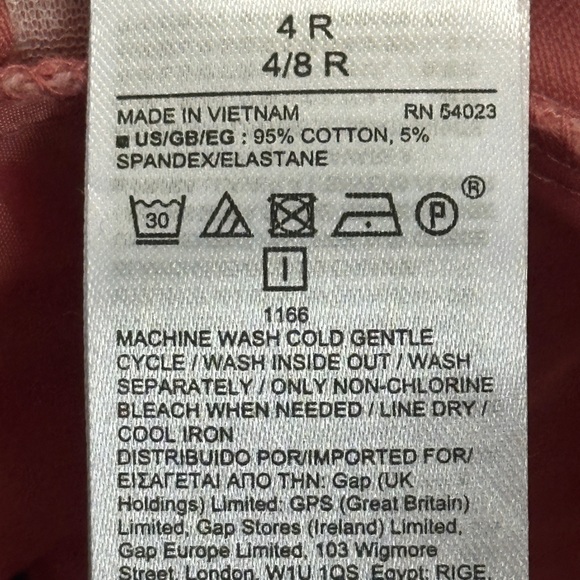 4 R
4/8 R
MADE IN VIETNAM RN 54023
US/GB/EG : 95% COTTON, 5%
SPANDEX/ELASTANE
30 P ®
1166
MACHINE WASH COLD GENTLE
CYCLE / WASH INSIDE OUT / WASH
SEPARATELY / ONLY NON-CHLORINE
BLEACH WHEN NEEDED / LINE DRY /
COOL IRON
DISTRIBUIDO POR/IMPORTED FOR/
ΕΙΣΑΓΕΤΑΙ ΑΠΟ ΤΗΝ: Gap (UK
Holdings) Limited: GPS (Great Britain)
Limited, Gap Stores (Ireland) Limited,
Gap Europe Limited, 103 Wigmore
Street, London, W1U 1QS Egypt: RIGE